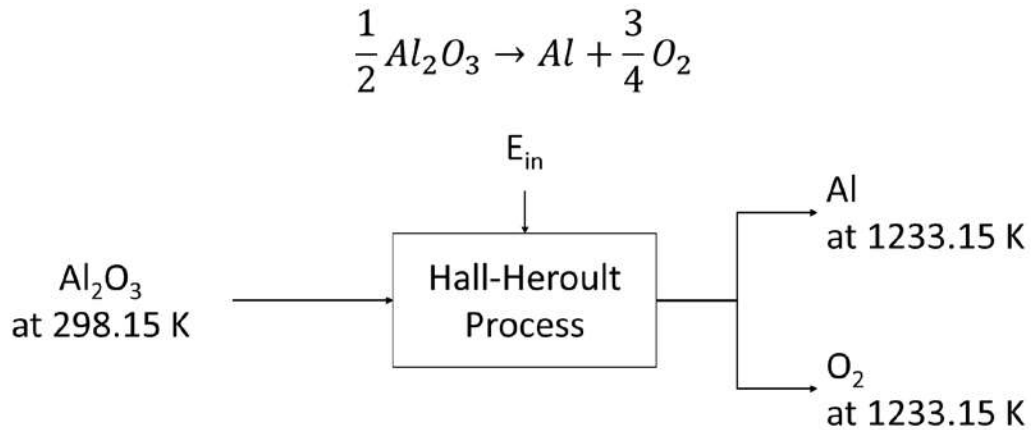 1/2 Al₂O₃ → Al + 3/4 O₂
Eᵢₙ
Al
at 1233.15 K
Al₂O₃
at 298.15 K
Hall-Heroult
Process
O₂
at 1233.15 K